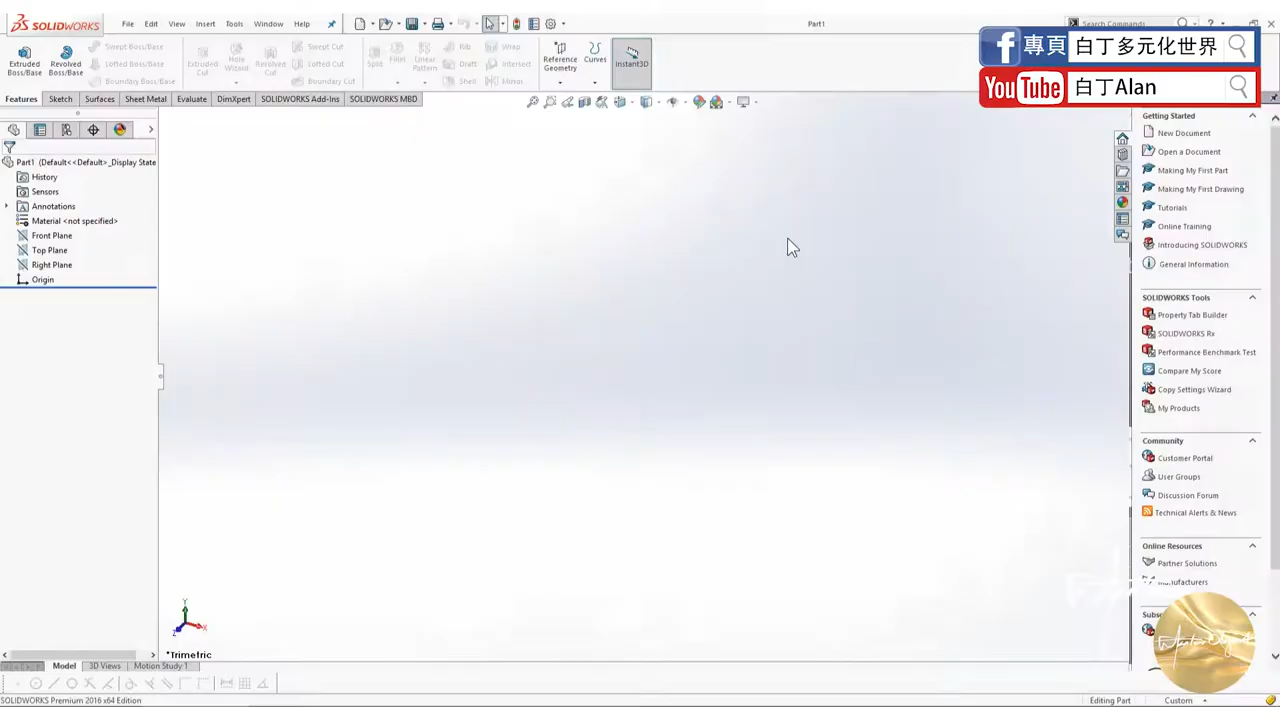 SOLIDWORKS
File Edit View Insert Tools Window Help
Part1
Search Commands
Extruded Boss/Base
Revolved Boss/Base
Swept Boss/Base
Lofted Boss/Base
Boundary Boss/Base
Extruded Cut
Hole Wizard
Revolved Cut
Swept Cut
Lofted Cut
Boundary Cut
Fillet
Linear Pattern
Rib
Draft
Shell
Wrap
Intersect
Mirror
Reference Geometry
Curves
Instant3D
f 專頁 白丁多元化世界
YouTube 白丁Alan
Features Sketch Surfaces Sheet Metal Evaluate DimXpert SOLIDWORKS Add-Ins SOLIDWORKS MBD
Part1 (Default<<Default>_Display State
History
Sensors
Annotations
Material <not specified>
Front Plane
Top Plane
Right Plane
Origin
Getting Started
New Document
Open a Document
Making My First Part
Making My First Drawing
Tutorials
Online Training
Introducing SOLIDWORKS
General Information
SOLIDWORKS Tools
Property Tab Builder
SOLIDWORKS Rx
Performance Benchmark Test
Compare My Score
Copy Settings Wizard
My Products
Community
Customer Portal
User Groups
Discussion Forum
Technical Alerts & News
Online Resources
Partner Solutions
Manufacturers
Y
X
Z
*Trimetric
Model 3D Views Motion Study 1
SOLIDWORKS Premium 2016 x64 Edition
Editing Part
Custom